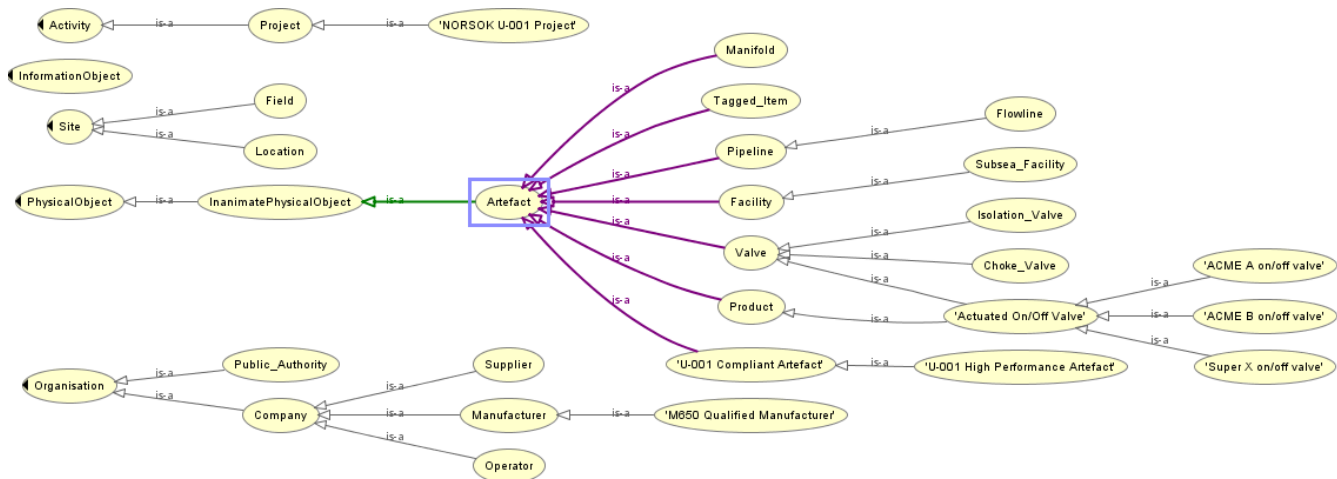 Activity
is-a
Project
is-a
'NORSOK U-001 Project'
InformationObject
Site
is-a
Field
is-a
Location
PhysicalObject
is-a
InanimatePhysicalObject
is-a
Artefact
is-a
Manifold
is-a
Tagged_Item
is-a
Pipeline
is-a
Flowline
is-a
Facility
is-a
Subsea_Facility
is-a
Valve
is-a
Isolation_Valve
is-a
Choke_Valve
is-a
Product
is-a
'Actuated On/Off Valve'
is-a
'ACME A on/off valve'
is-a
'ACME B on/off valve'
is-a
'Super X on/off valve'
is-a
'U-001 Compliant Artefact'
is-a
'U-001 High Performance Artefact'
Organisation
is-a
Public_Authority
is-a
Company
is-a
Supplier
is-a
Manufacturer
is-a
'M650 Qualified Manufacturer'
is-a
Operator